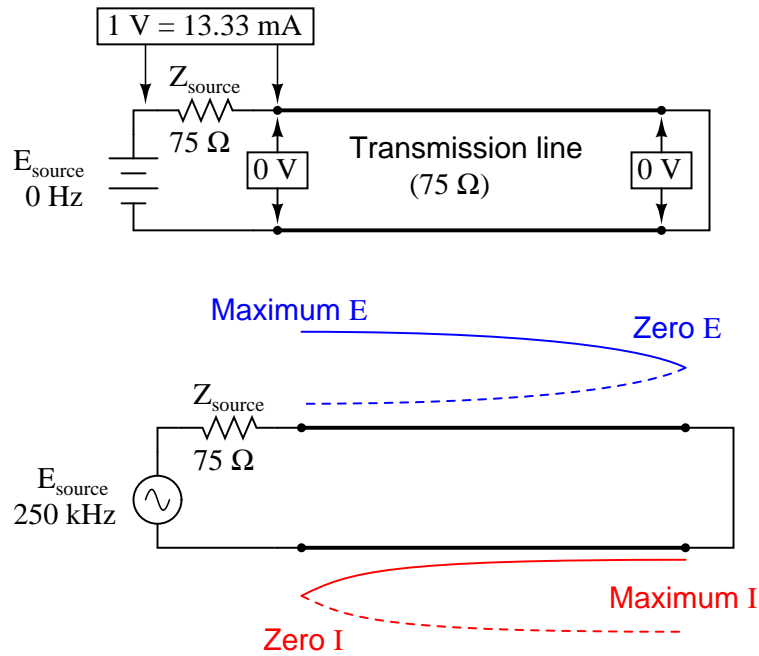 1 V = 13.33 mA
Zsource
75 Ω
Esource
0 Hz
0 V
Transmission line
(75 Ω)
0 V
Maximum E
Zero E
Zsource
75 Ω
Esource
250 kHz
Maximum I
Zero I